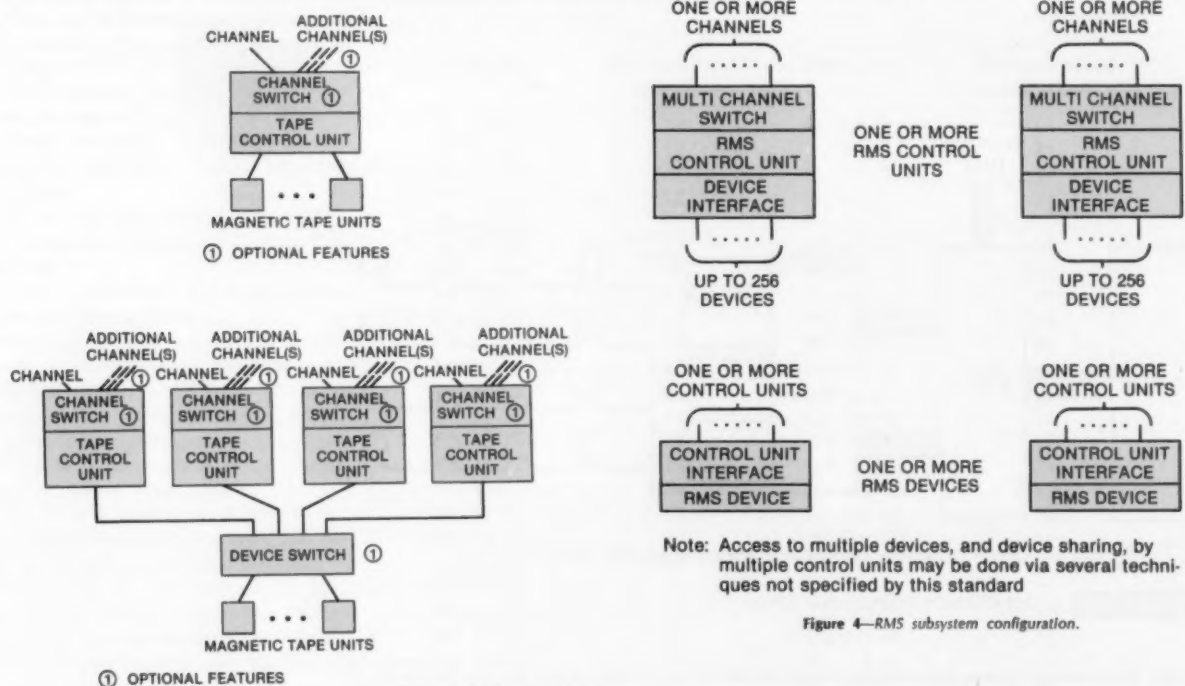 CHANNEL
ADDITIONAL
CHANNEL(S)
①
CHANNEL
SWITCH ①
TAPE
CONTROL UNIT
MAGNETIC TAPE UNITS
① OPTIONAL FEATURES
ADDITIONAL
CHANNEL(S)
ADDITIONAL
CHANNEL(S)
ADDITIONAL
CHANNEL(S)
ADDITIONAL
CHANNEL(S)
CHANNEL ①
CHANNEL ①
CHANNEL ①
CHANNEL ①
CHANNEL
SWITCH ①
CHANNEL
SWITCH ①
CHANNEL
SWITCH ①
CHANNEL
SWITCH ①
TAPE
CONTROL
UNIT
TAPE
CONTROL
UNIT
TAPE
CONTROL
UNIT
TAPE
CONTROL
UNIT
DEVICE SWITCH ①
MAGNETIC TAPE UNITS
① OPTIONAL FEATURES
ONE OR MORE
CHANNELS
MULTI CHANNEL
SWITCH
RMS
CONTROL UNIT
DEVICE
INTERFACE
UP TO 256
DEVICES
ONE OR MORE
RMS CONTROL
UNITS
ONE OR MORE
CHANNELS
MULTI CHANNEL
SWITCH
RMS
CONTROL UNIT
DEVICE
INTERFACE
UP TO 256
DEVICES
ONE OR MORE
CONTROL UNITS
CONTROL UNIT
INTERFACE
RMS DEVICE
ONE OR MORE
RMS DEVICES
ONE OR MORE
CONTROL UNITS
CONTROL UNIT
INTERFACE
RMS DEVICE
Note: Access to multiple devices, and device sharing, by
multiple control units may be done via several techni-
ques not specified by this standard
Figure 4—RMS subsystem configuration.